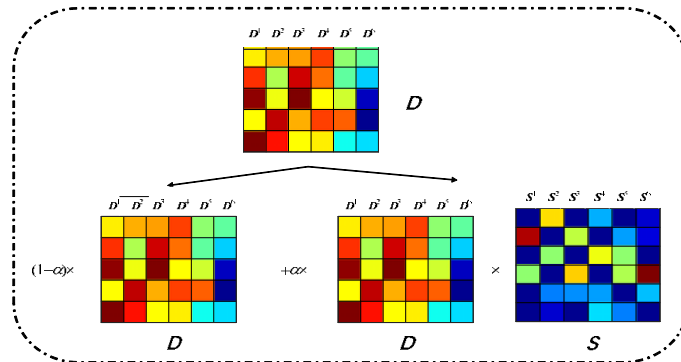 D¹ D² D³ D⁴ D⁵ D⁶
D
D¹ D² D³ D⁴ D⁵ D⁶ D¹ D² D³ D⁴ D⁵ D⁶ S¹ S² S³ S⁴ S⁵ S⁶
(1-α)× +α× ×
D D S